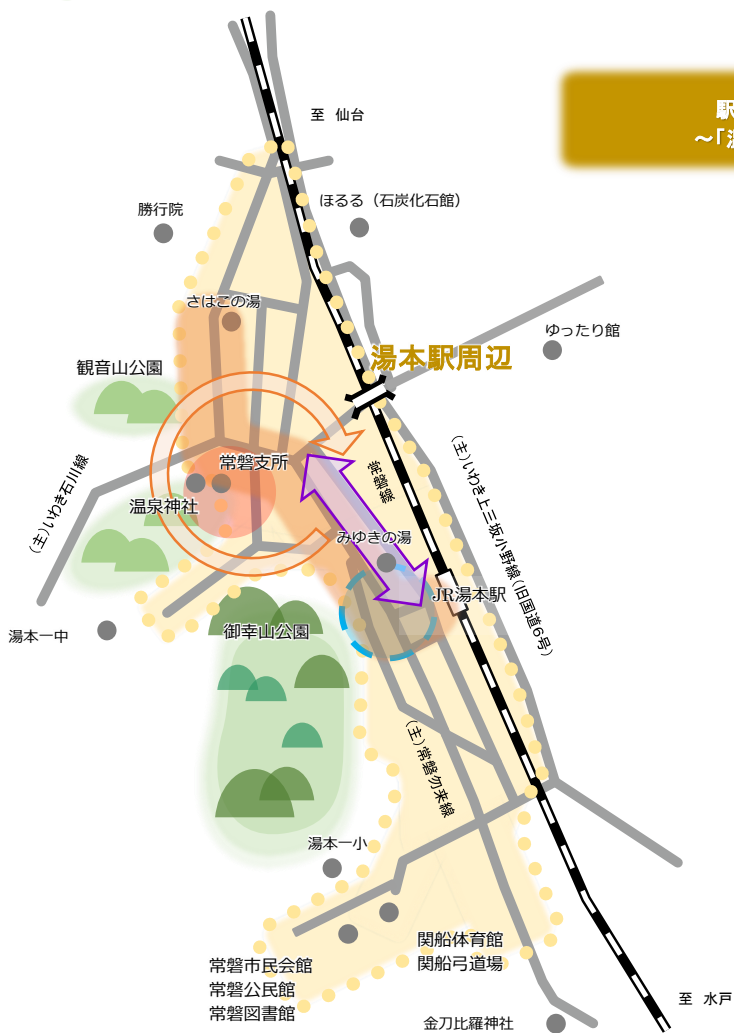 至 仙台
駅
～「湯
勝行院
ほるる（石炭化石館）
さはこの湯
ゆったり館
湯本駅周辺
観音山公園
(主)いわき石川線
常磐支所
常磐線
(主)いわき上三坂小野線(旧国道6号)
温泉神社
みゆきの湯
JR湯本駅
湯本一中
御幸山公園
(主)常磐勿来線
湯本一小
関船体育館
関船弓道場
常磐市民会館
常磐公民館
常磐図書館
至 水戸
金刀比羅神社